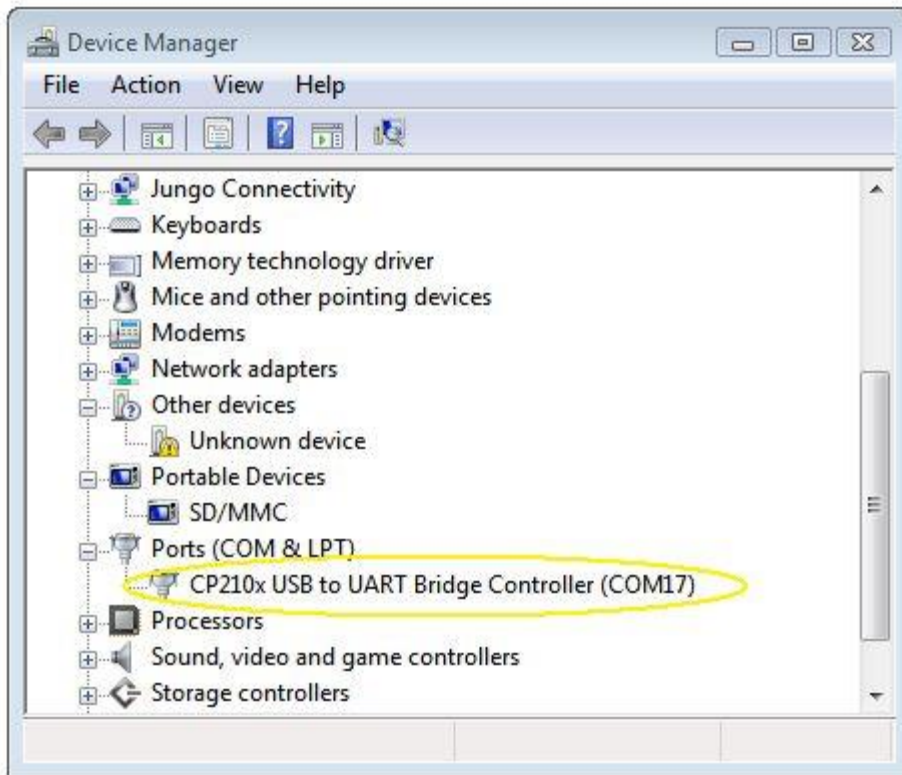 Device Manager
File Action View Help
Jungo Connectivity
Keyboards
Memory technology driver
Mice and other pointing devices
Modems
Network adapters
Other devices
Unknown device
Portable Devices
SD/MMC
Ports (COM & LPT)
CP210x USB to UART Bridge Controller (COM17)
Processors
Sound, video and game controllers
Storage controllers